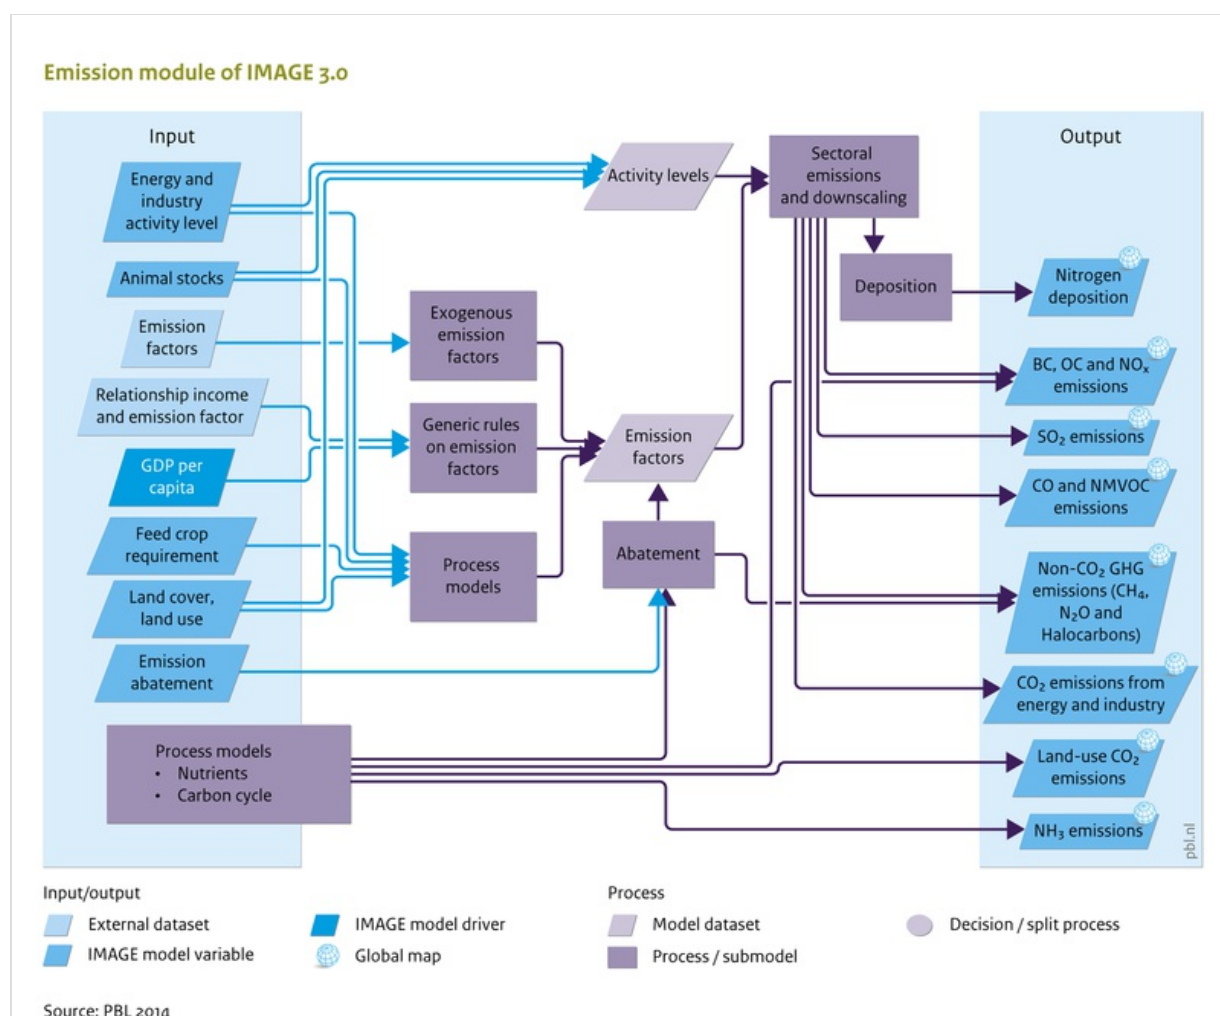 Emission module of IMAGE 3.0
Input
Energy and
industry
activity level
Animal stocks
Emission
factors
Relationship income
and emission factor
GDP per
capita
Feed crop
requirement
Land cover,
land use
Emission
abatement
Process models
• Nutrients
• Carbon cycle
Exogenous
emission
factors
Generic rules
on emission
factors
Process
models
Activity levels
Emission
factors
Abatement
Sectoral
emissions
and downscaling
Deposition
Output
Nitrogen
deposition
BC, OC and NOₓ
emissions
SO₂ emissions
CO and NMVOC
emissions
Non-CO₂ GHG
emissions (CH₄,
N₂O and
Halocarbons)
CO₂ emissions from
energy and industry
Land-use CO₂
emissions
NH₃ emissions
pbl.nl
Input/output
External dataset
IMAGE model variable
IMAGE model driver
Global map
Process
Model dataset
Process / submodel
Decision / split process
Source: PBL 2014